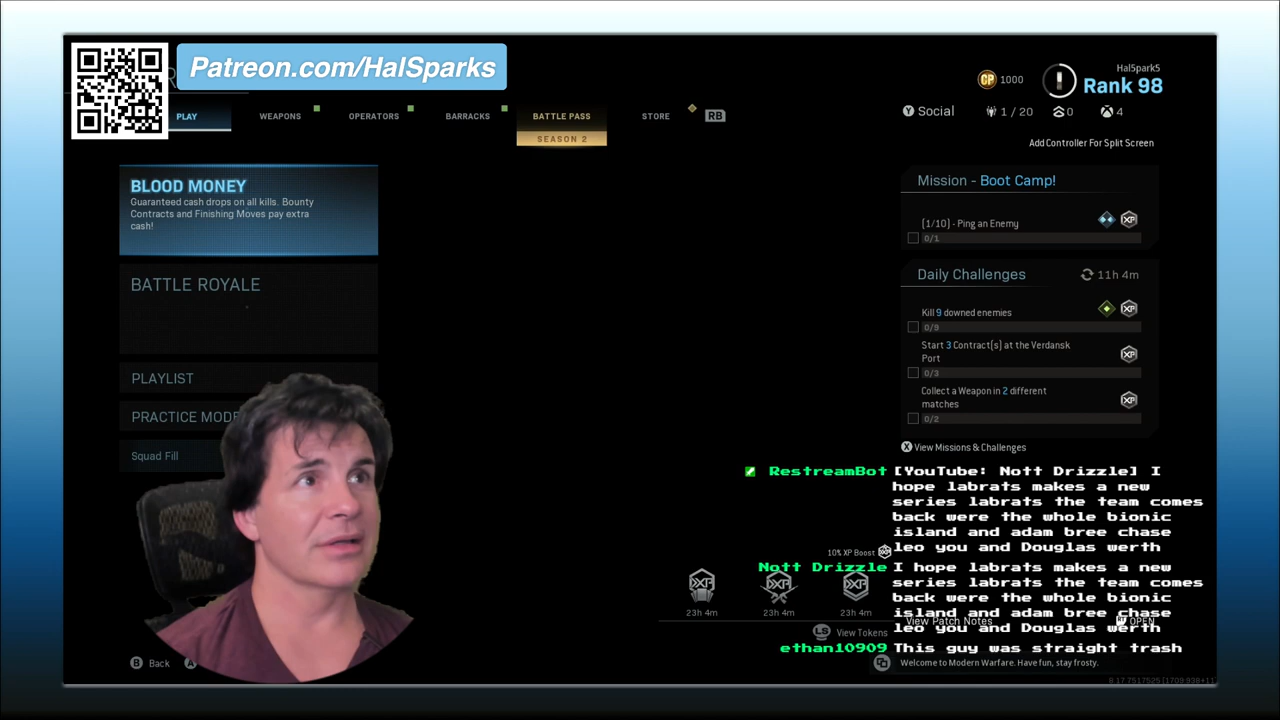 Patreon.com/HalSparks
CP 1000
HalSpark5
Rank 98
PLAY
WEAPONS
OPERATORS
BARRACKS
BATTLE PASS
SEASON 2
STORE
RB
Y Social
1 / 20
0
4
Add Controller For Split Screen
BLOOD MONEY
Guaranteed cash drops on all kills. Bounty
Contracts and Finishing Moves pay extra
cash!
BATTLE ROYALE
PLAYLIST
PRACTICE MODE
Squad Fill
Mission - Boot Camp!
(1/10) - Ping an Enemy
XP
0/1
Daily Challenges
11h 4m
Kill 9 downed enemies
XP
0/9
Start 3 Contract(s) at the Verdansk
Port
XP
0/3
Collect a Weapon in 2 different
matches
XP
0/2
X View Missions & Challenges
RestreamBot [YouTube: Nott Drizzle] I
hope labrats makes a new
series labrats the team comes
back were the whole bionic
island and adam bree chase
leo you and Douglas werth
10% XP Boost
Nott Drizzle I hope labrats makes a new
series labrats the team comes
back were the whole bionic
island and adam bree chase
leo you and Douglas werth
23h 4m
23h 4m
23h 4m
View Patch Notes
OPEN
LS View Tokens
ethan10909 This guy was straight trash
B Back
A
Welcome to Modern Warfare. Have fun, stay frosty.